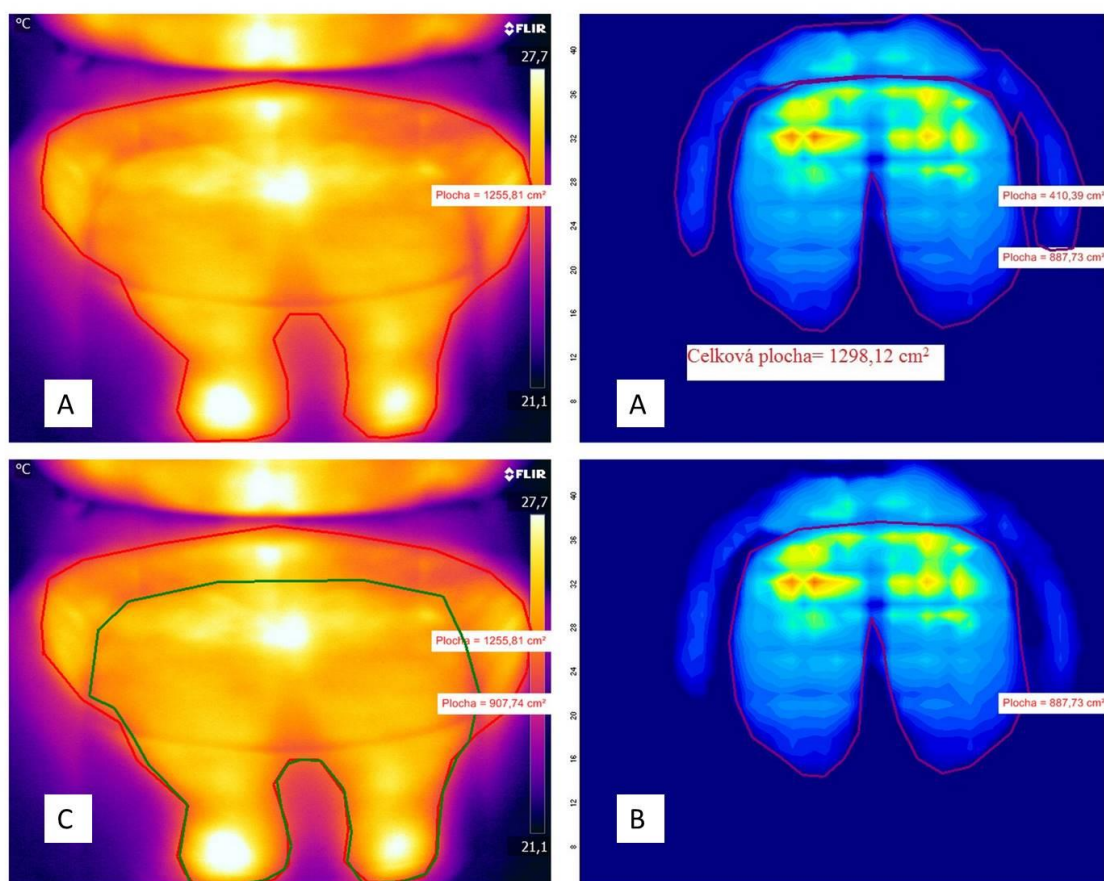 °C
FLIR
27,7
Plocha = 1255,81 cm²
21,1
A
40
36
32
28
24
20
16
12
8
Plocha = 410,39 cm²
Plocha = 887,73 cm²
Celková plocha= 1298,12 cm²
A
°C
FLIR
27,7
Plocha = 1255,81 cm²
Plocha = 907,74 cm²
21,1
C
40
36
32
28
24
20
16
12
8
Plocha = 887,73 cm²
B